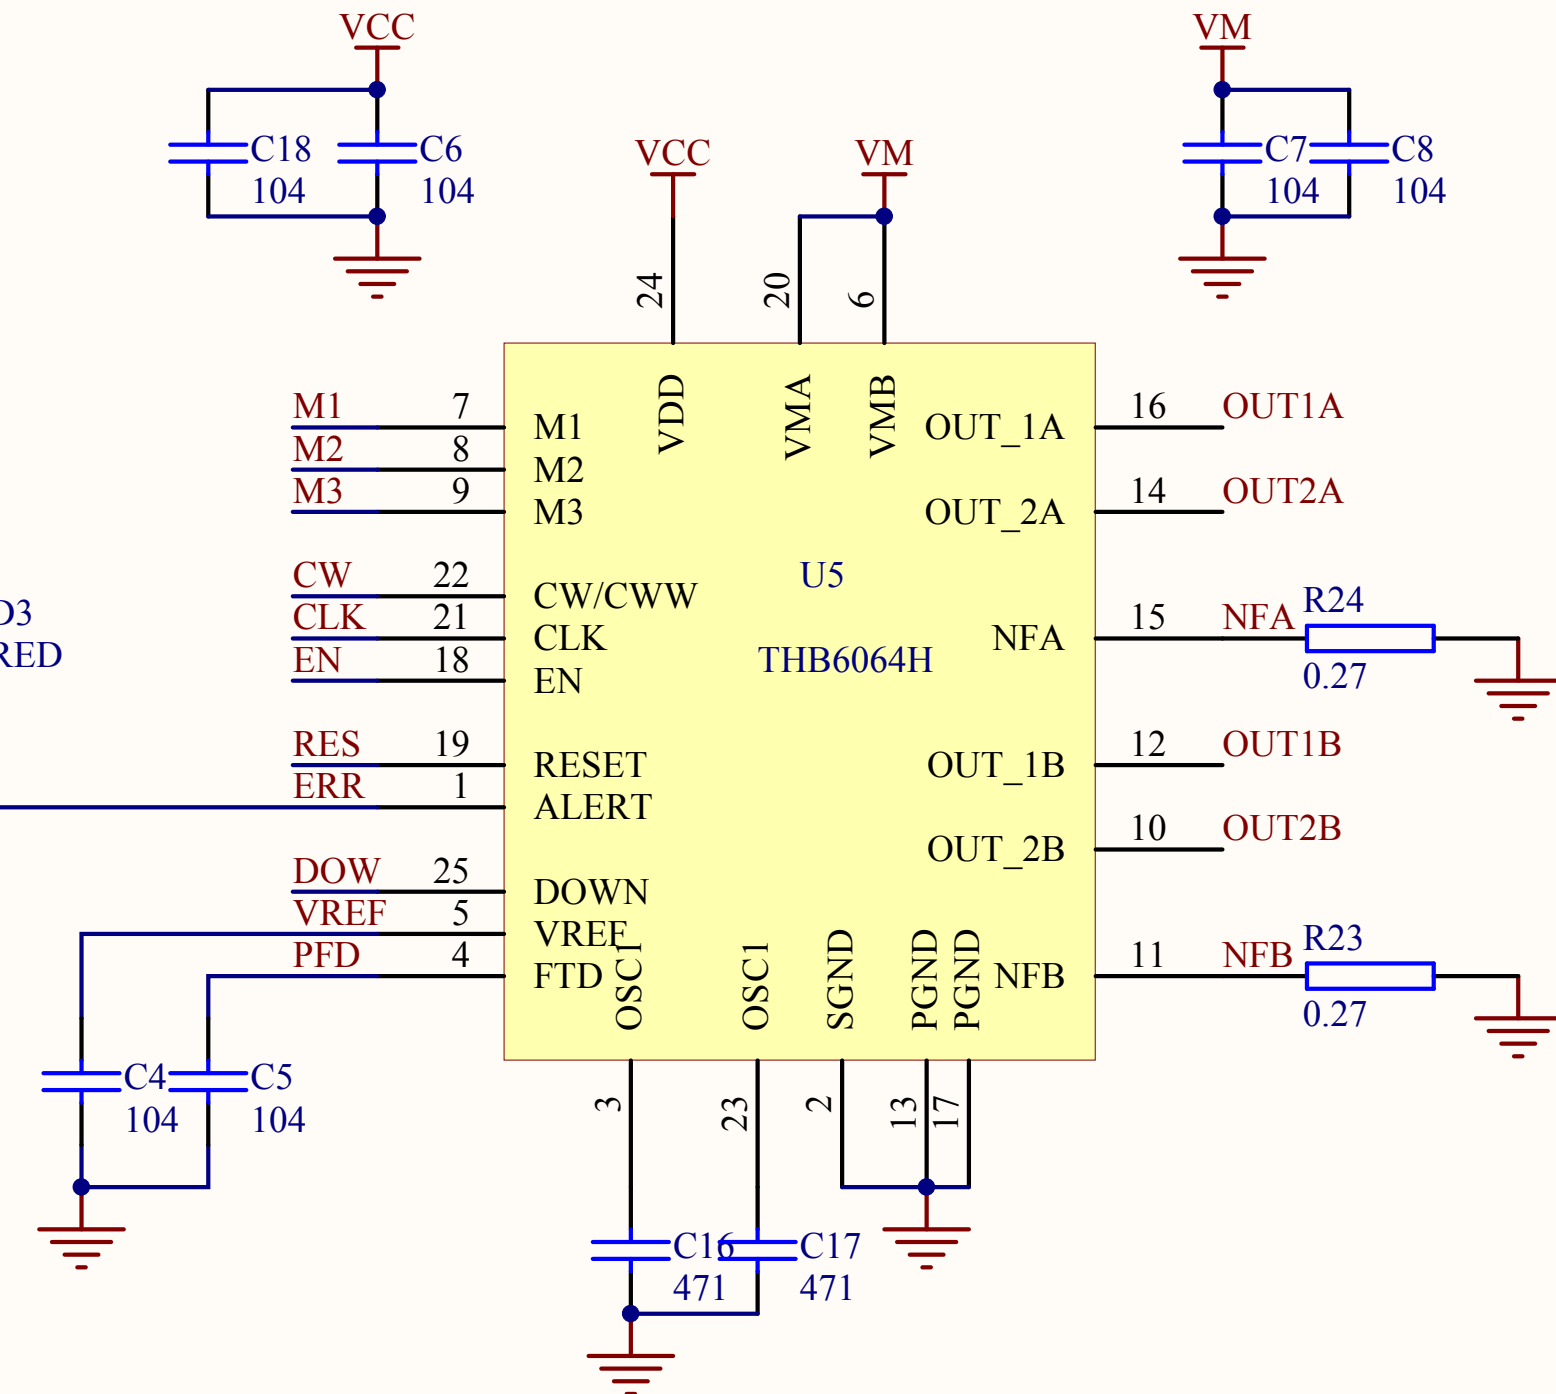 VCC
VM
C18
104
C6
104
C7
104
C8
104
VCC
VM
24
20
6
VDD
VMA
VMB
M1
7
M1
M2
8
M2
M3
9
M3
CW
22
CW/CWW
CLK
21
CLK
EN
18
EN
RES
19
RESET
ERR
1
ALERT
DOW
25
DOWN
VREF
5
VREF
PFD
4
FTD
D3
RED
U5
THB6064H
OUT_1A
16
OUT1A
OUT_2A
14
OUT2A
NFA
15
NFA
R24
0.27
OUT_1B
12
OUT1B
OUT_2B
10
OUT2B
NFB
11
NFB
R23
0.27
OSC1
OSC1
SGND
PGND
PGND
3
23
2
13
17
C4
104
C5
104
C16
471
C17
471